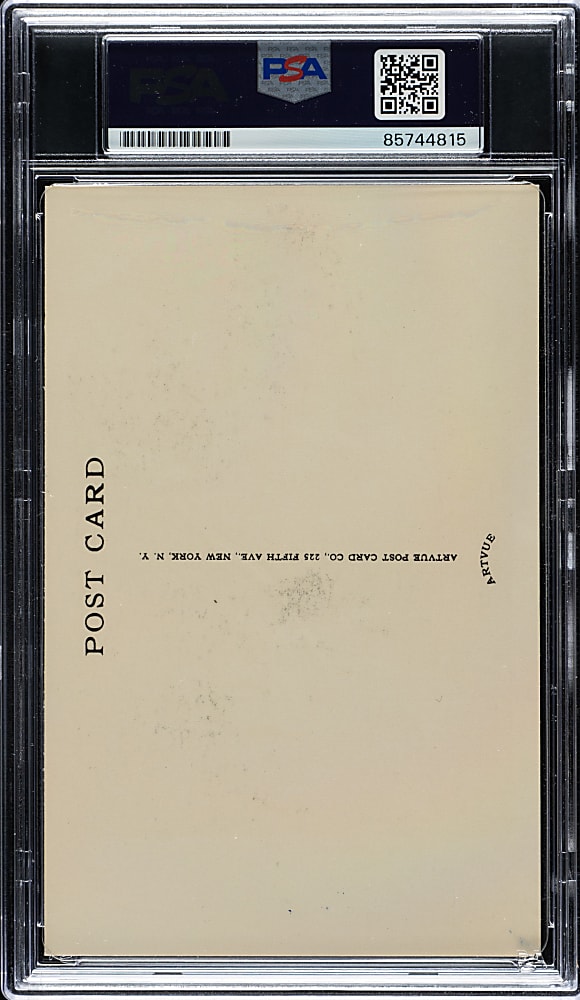 PSA
85744815
POST CARD
ARTVUE POST CARD CO., 225 FIFTH AVE., NEW YORK, N. Y.
ARTVUE